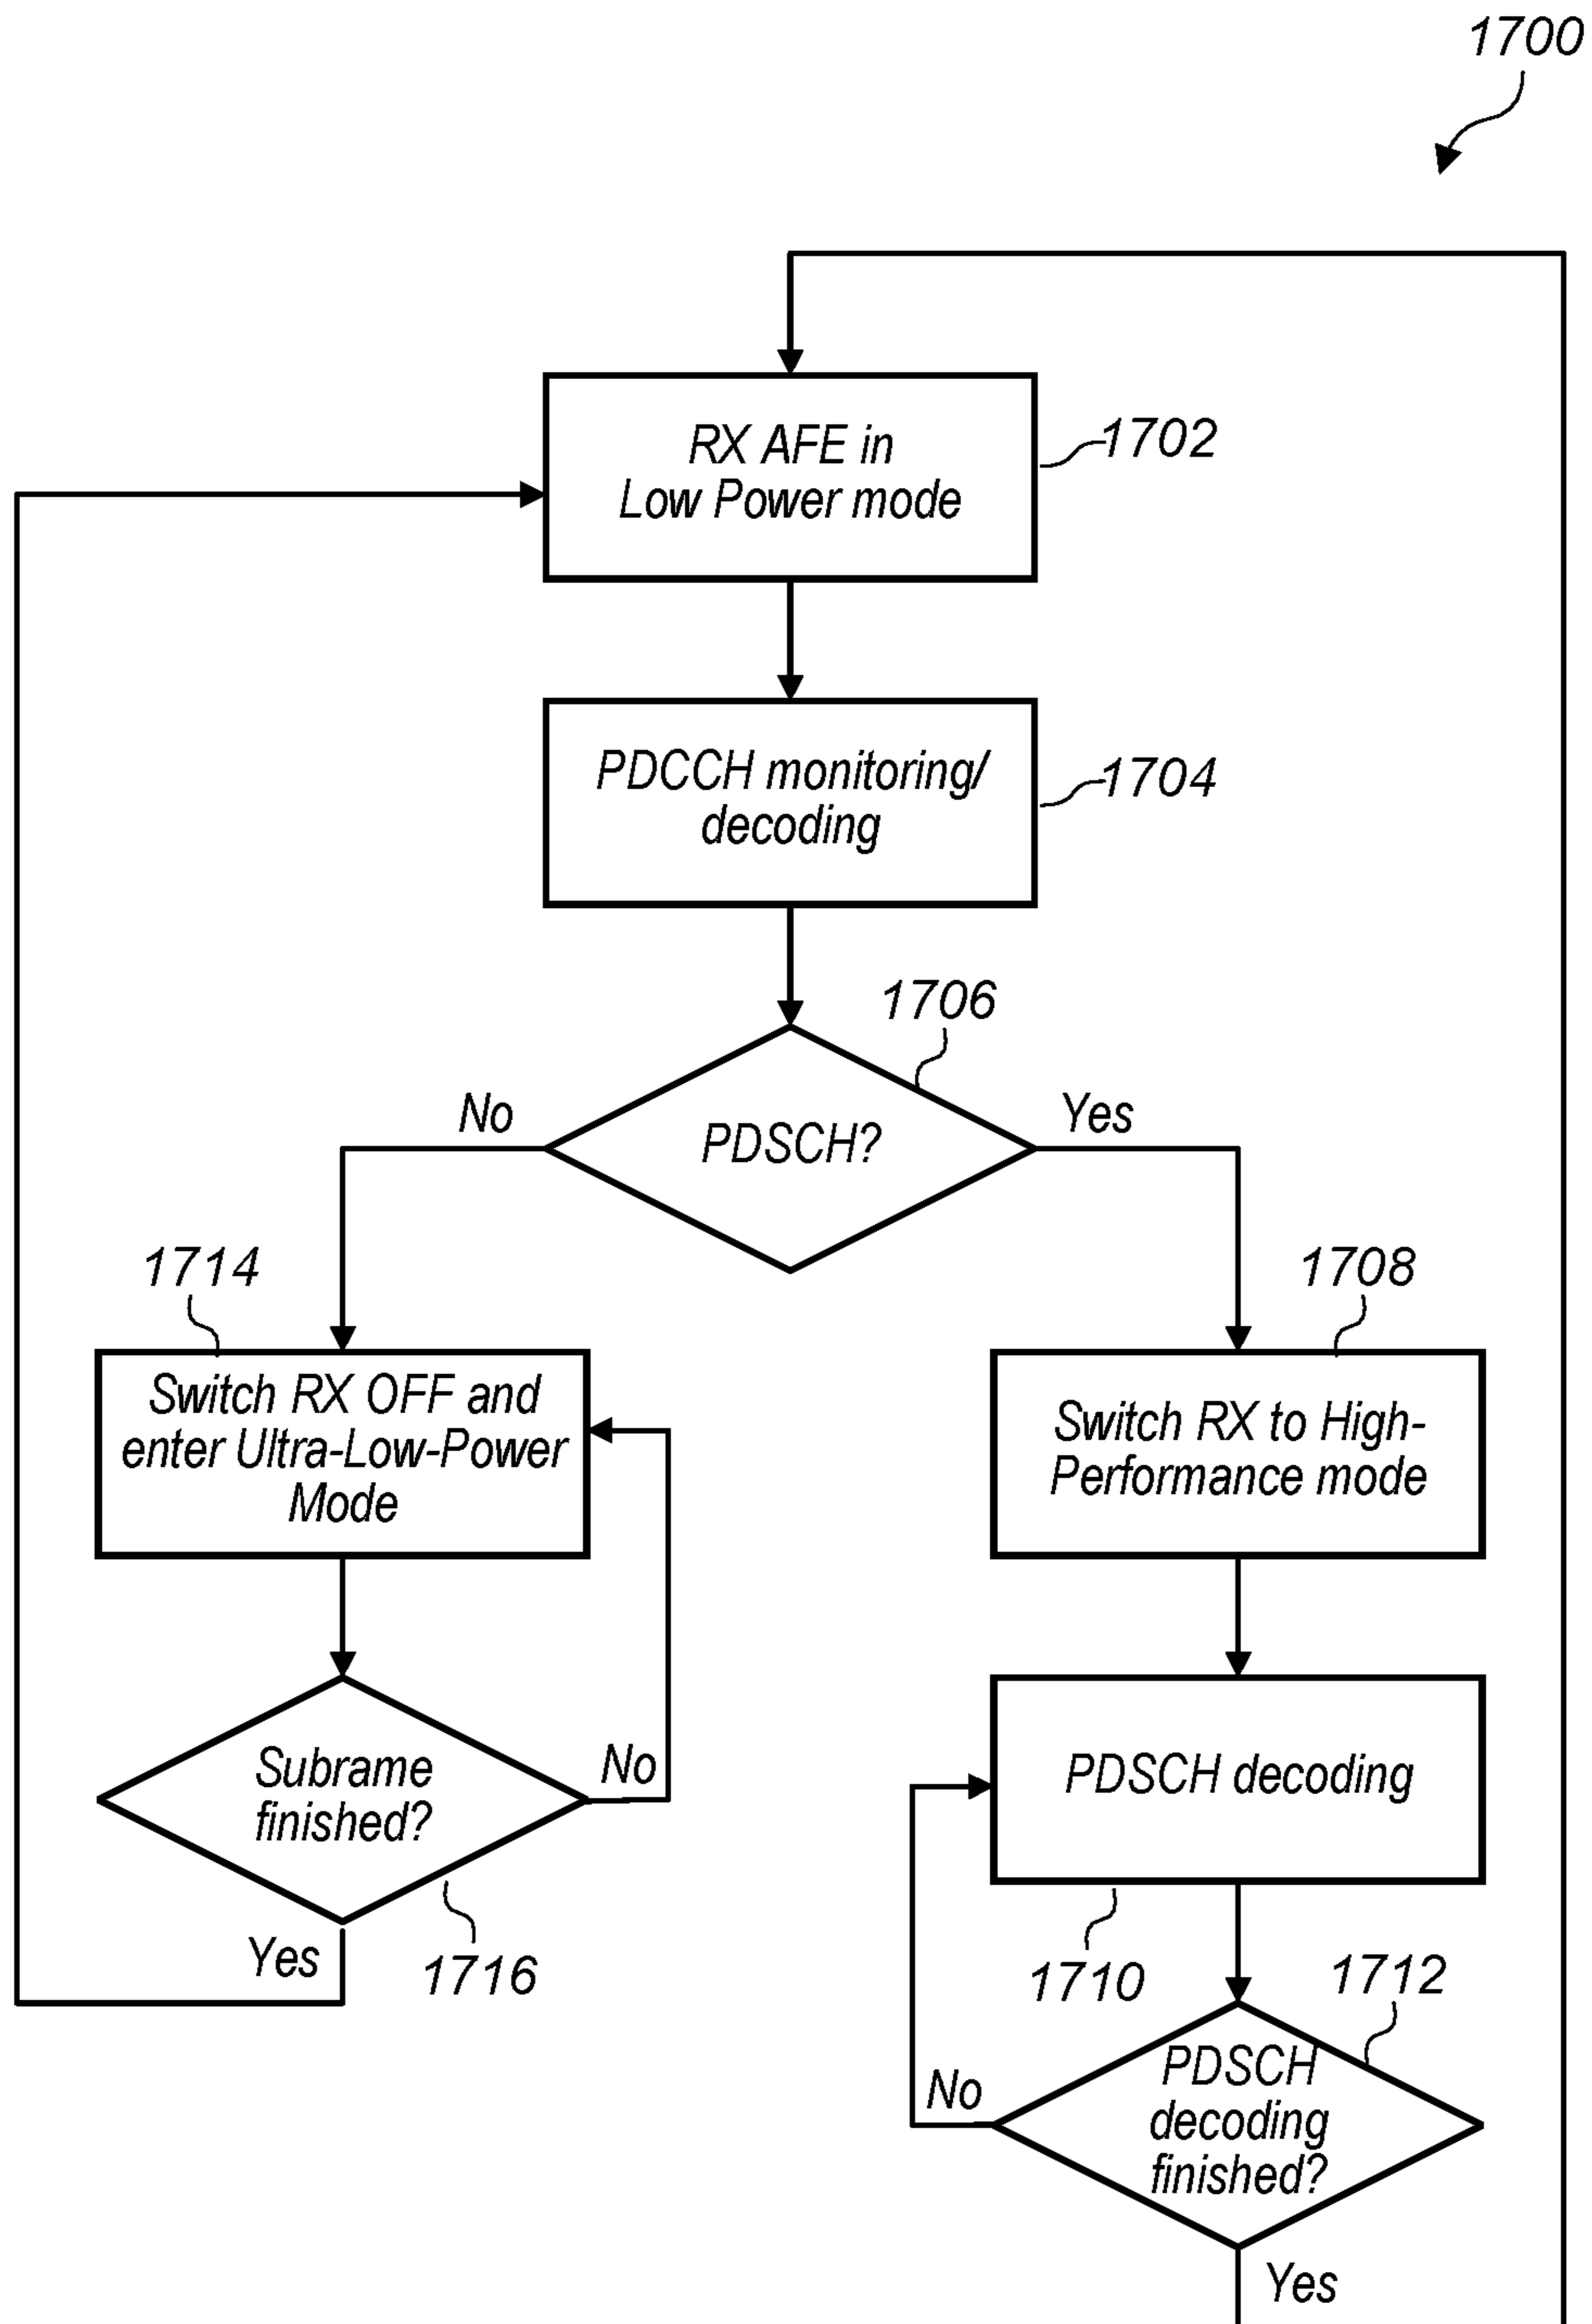 1700
RX AFE in
Low Power mode
1702
PDCCH monitoring/
decoding
1704
1706
No
PDSCH?
Yes
1714
1708
Switch RX OFF and
enter Ultra-Low-Power
Mode
Switch RX to High-
Performance mode
Subrame
finished?
No
PDSCH decoding
Yes
1716
1710
1712
PDSCH
decoding
finished?
No
Yes